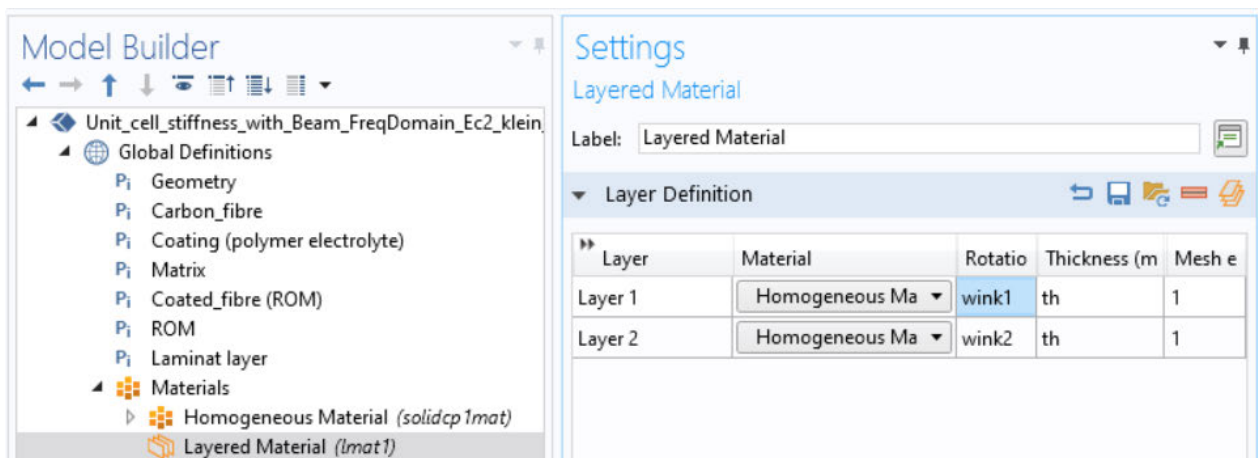 Model Builder
Unit_cell_stiffness_with_Beam_FreqDomain_Ec2_klein_
Global Definitions
Pi Geometry
Pi Carbon_fibre
Pi Coating (polymer electrolyte)
Pi Matrix
Pi Coated_fibre (ROM)
Pi ROM
Pi Laminat layer
Materials
Homogeneous Material (solidcp1mat)
Layered Material (lmat1)
Settings
Layered Material
Label: Layered Material
Layer Definition
Layer Material Rotatio Thickness (m Mesh e
Layer 1 Homogeneous Ma wink1 th 1
Layer 2 Homogeneous Ma wink2 th 1